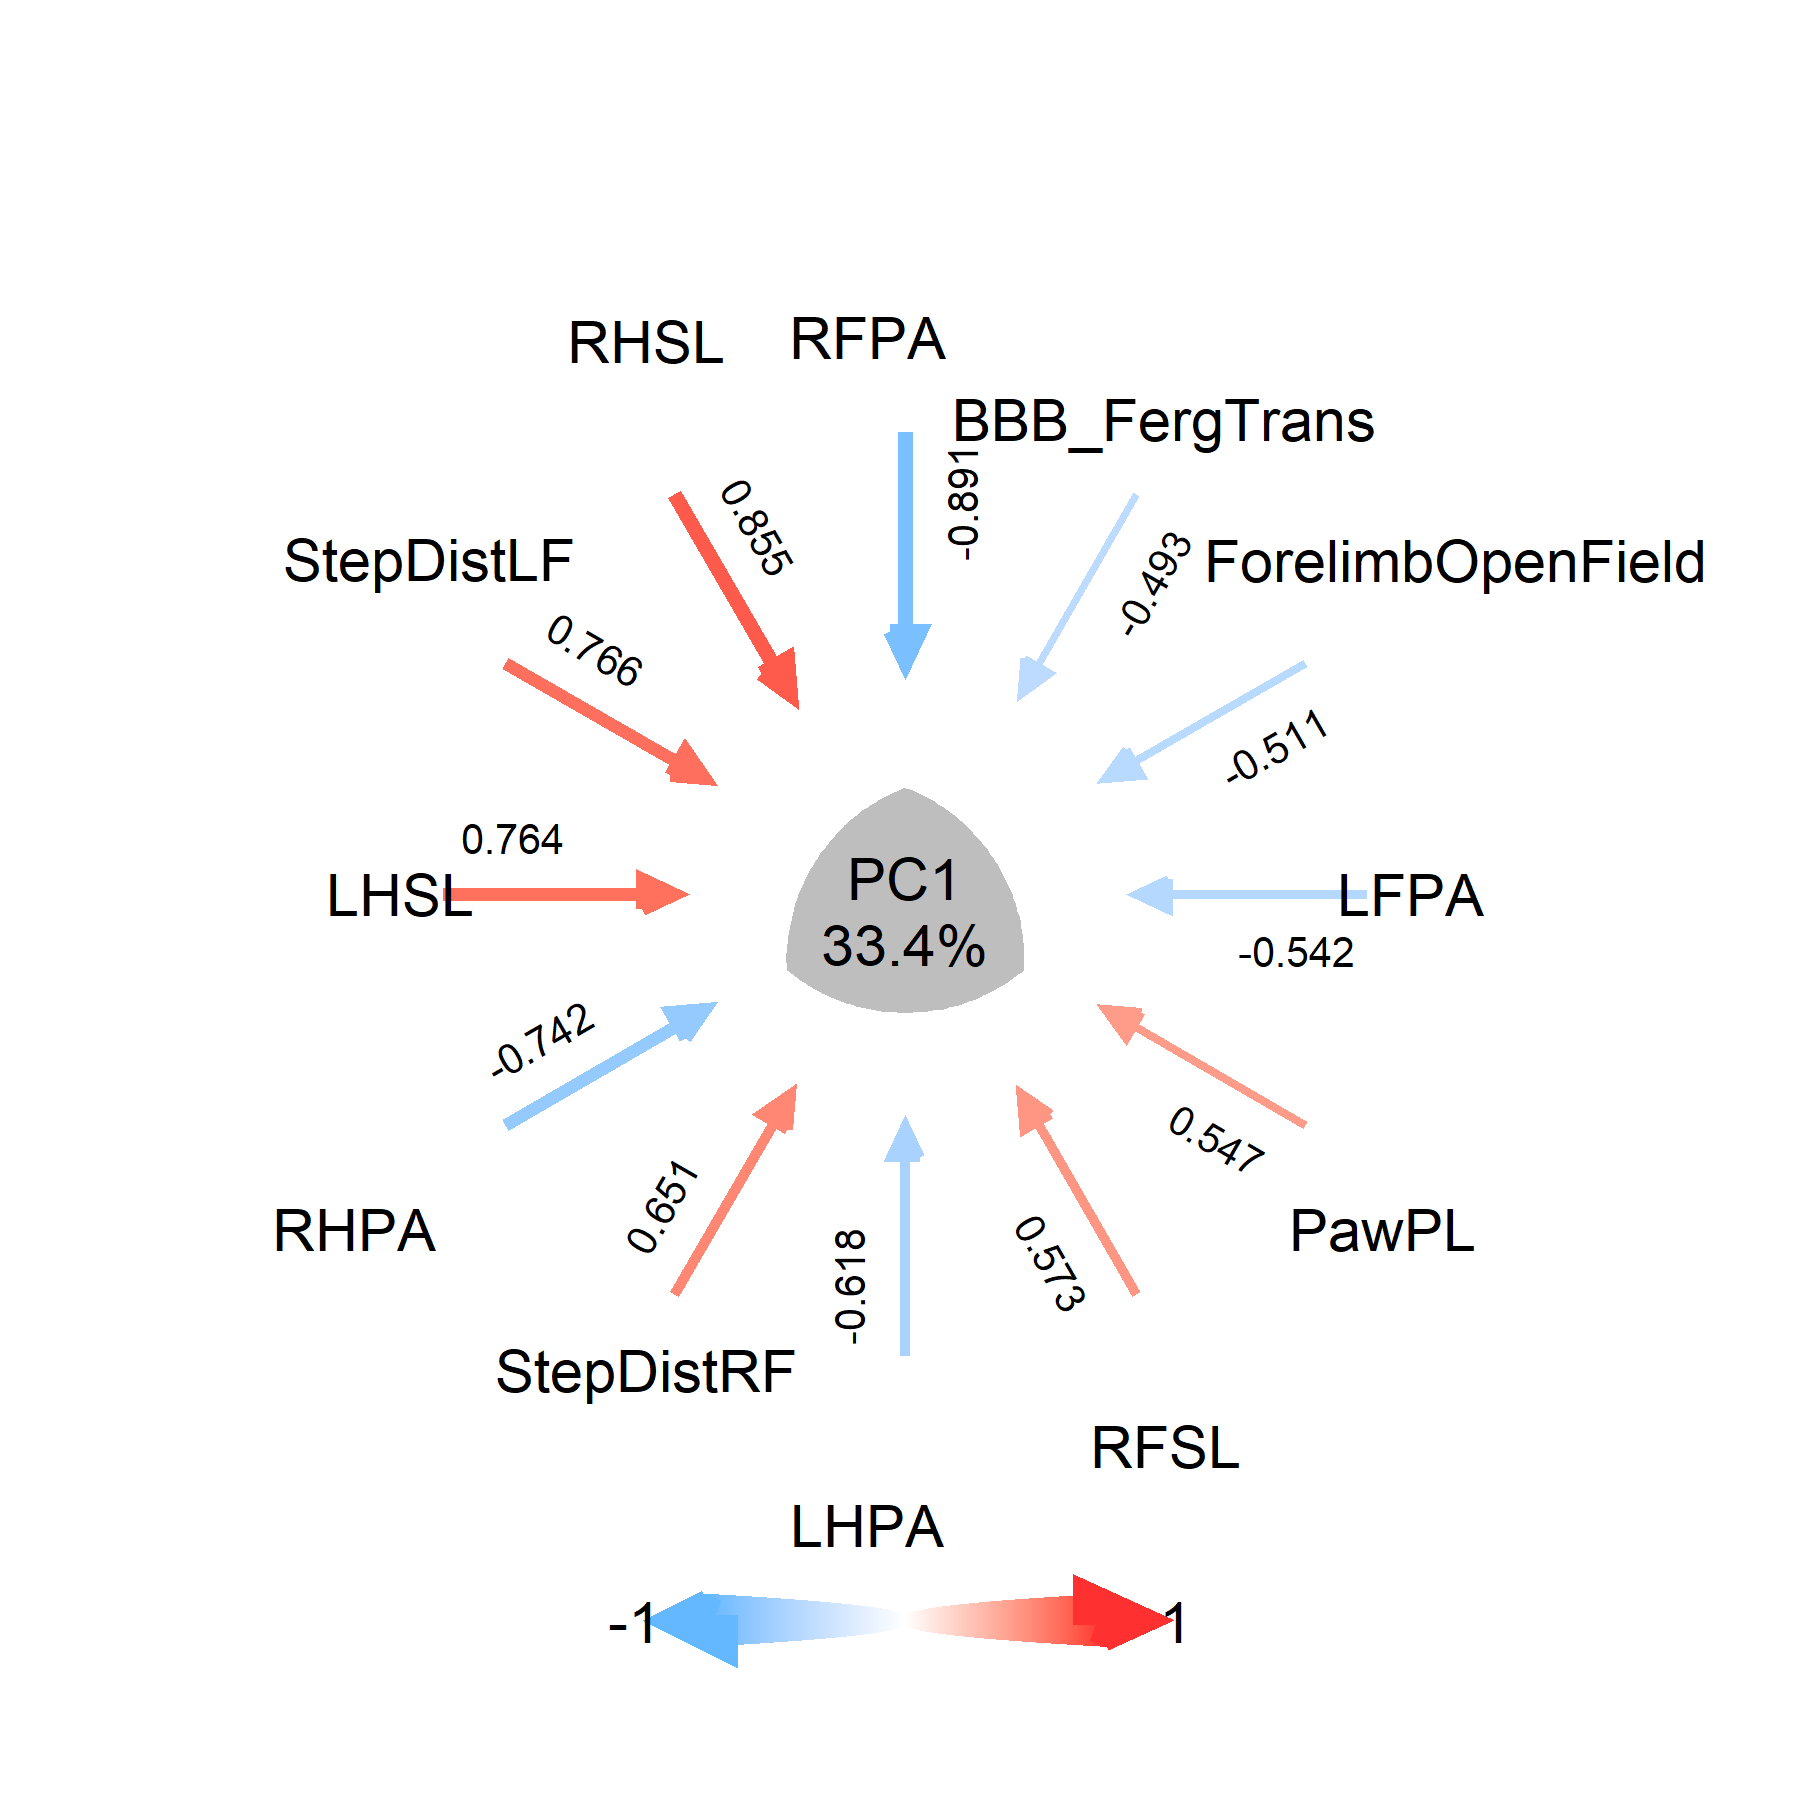 RHSL
RFPA
BBB_FergTrans
0.855
-0.891
-0.493
StepDistLF
ForelimbOpenField
0.766
-0.511
0.764
LHSL
PC1
33.4%
LFPA
-0.542
-0.742
0.547
RHPA
0.651
-0.618
0.573
PawPL
StepDistRF
RFSL
LHPA
-1
1